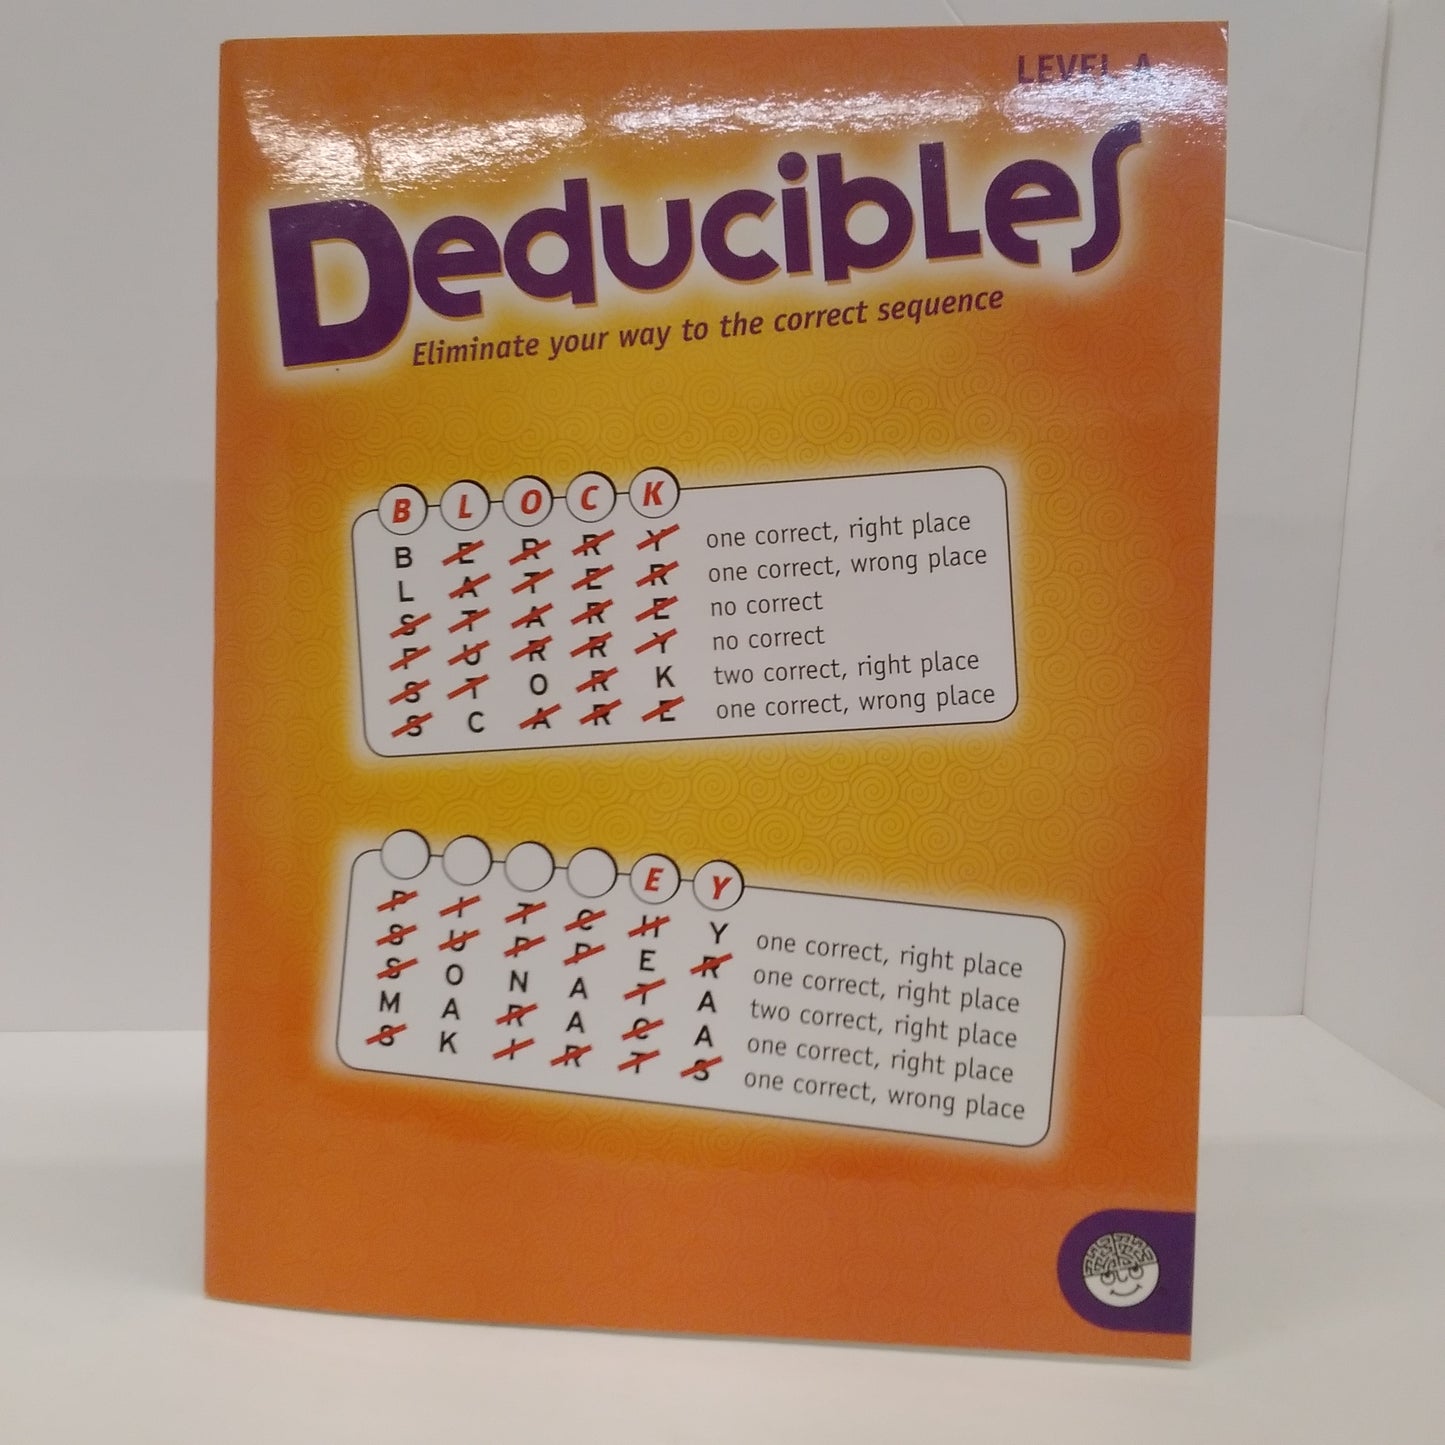 LEVEL A
Deducibles
Eliminate your way to the correct sequence
B L O C K
B E R R Y one correct, right place
L A T E R one correct, wrong place
S T A R E no correct
F U R R Y no correct
S T O R K two correct, right place
S C A R E one correct, wrong place
E Y
P I T C H Y one correct, right place
S U P P E R one correct, right place
S O N A T A two correct, right place
M A R A C A one correct, right place
S K I R T S one correct, wrong place